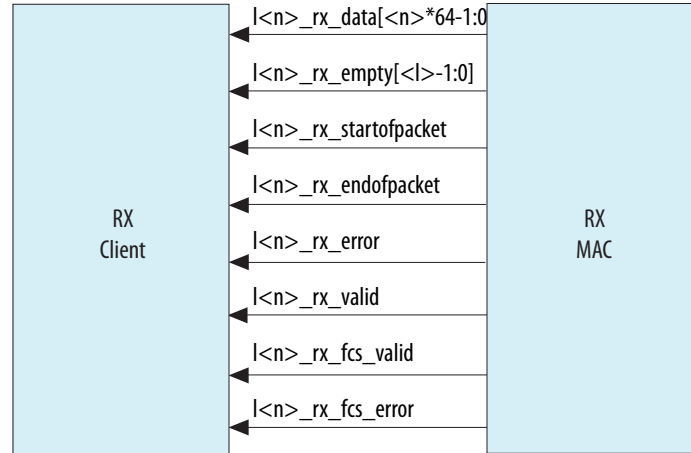 l<n>_rx_data[<n>*64-1:0
l<n>_rx_empty[<l>-1:0]
l<n>_rx_startofpacket
l<n>_rx_endofpacket
RX
Client
RX
MAC
l<n>_rx_error
l<n>_rx_valid
l<n>_rx_fcs_valid
l<n>_rx_fcs_error